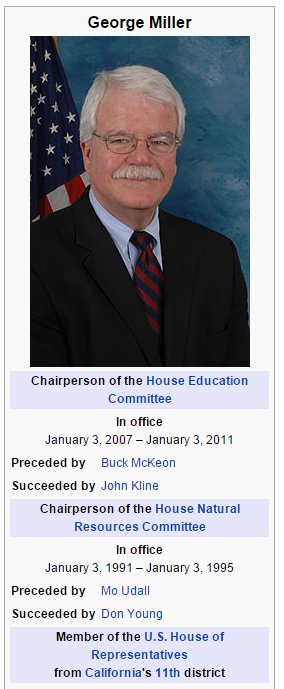 George Miller
Chairperson of the House Education
Committee
In office
January 3, 2007 – January 3, 2011
Preceded by Buck McKeon
Succeeded by John Kline
Chairperson of the House Natural
Resources Committee
In office
January 3, 1991 – January 3, 1995
Preceded by Mo Udall
Succeeded by Don Young
Member of the U.S. House of
Representatives
from California's 11th district